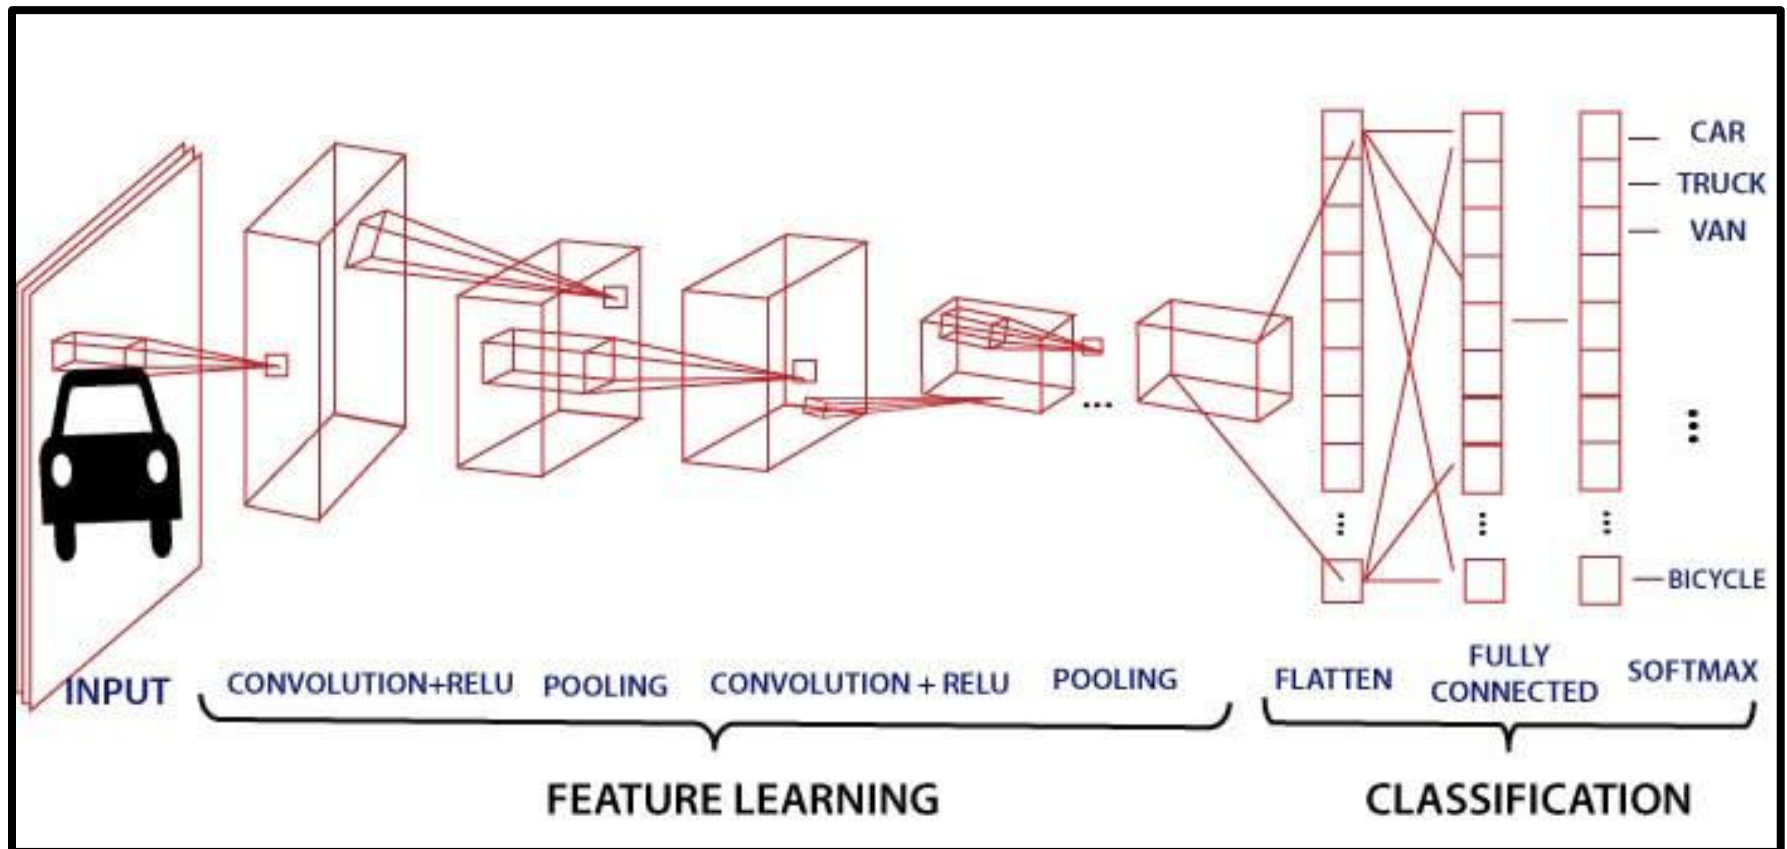 CAR
TRUCK
VAN
...
... ... ... ...
BICYCLE
INPUT
CONVOLUTION+RELU
POOLING
CONVOLUTION + RELU
POOLING
FLATTEN
FULLY
CONNECTED
SOFTMAX
FEATURE LEARNING
CLASSIFICATION